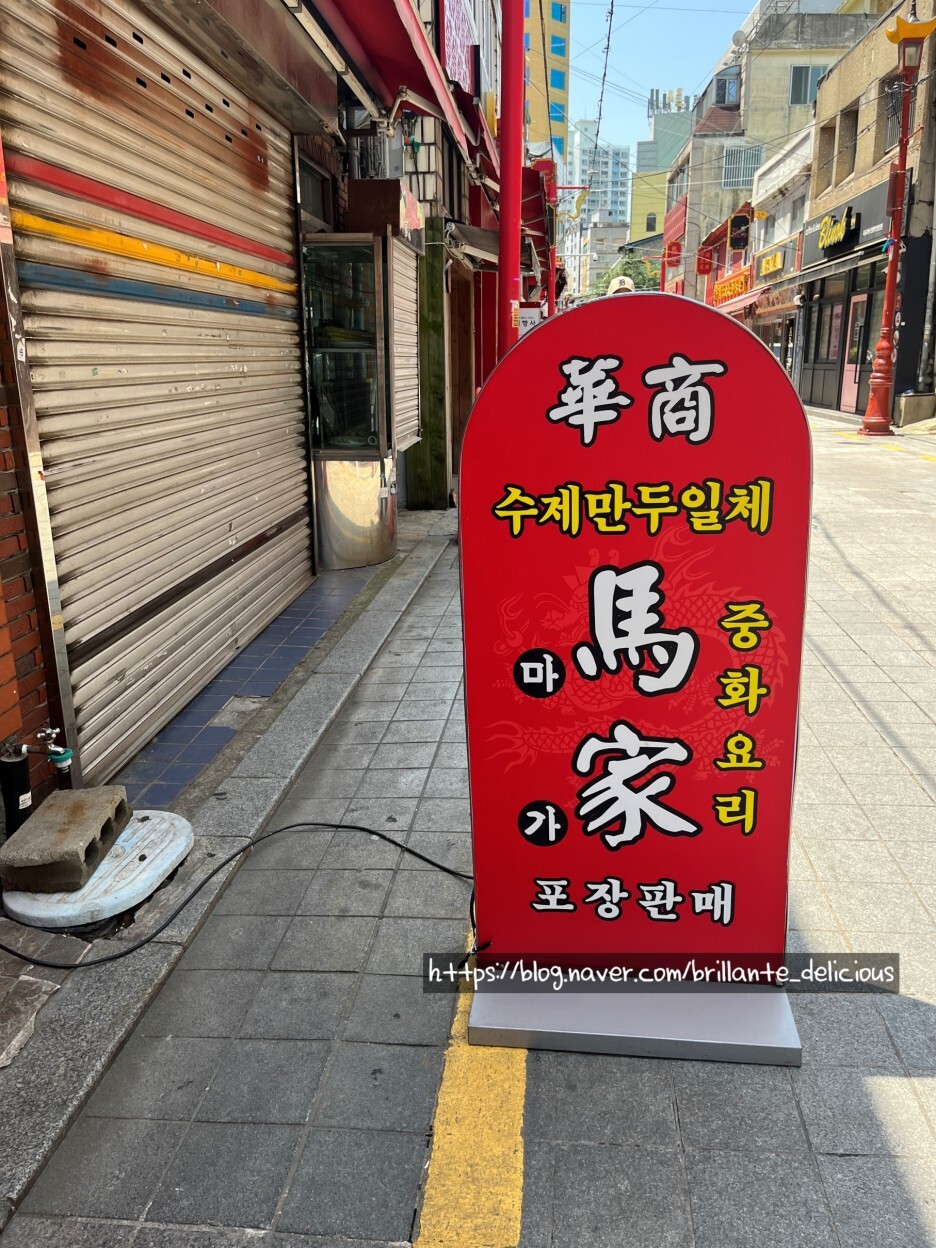 華商
수제만두일체
馬家
마가
중화요리
포장판매
https://blog.naver.com/brillante_delicious